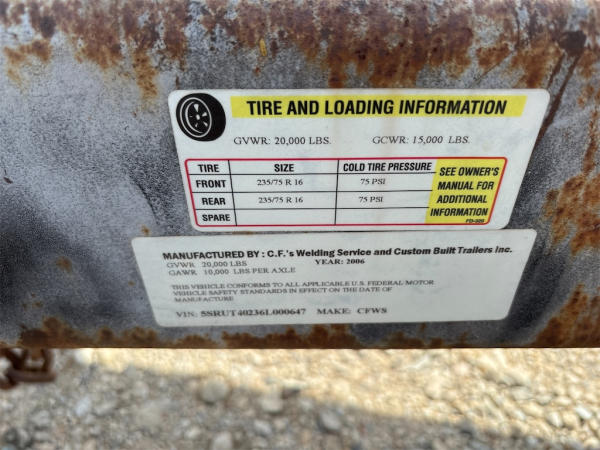 TIRE AND LOADING INFORMATION
GVWR: 20,000 LBS. GCWR: 15,000 LBS.
TIRE SIZE COLD TIRE PRESSURE SEE OWNER'S
FRONT 235/75 R 16 75 PSI MANUAL FOR
REAR 235/75 R 16 75 PSI ADDITIONAL
SPARE INFORMATION
MANUFACTURED BY : C.F.'s Welding Service and Custom Built Trailers Inc.
GVWR 20,000 LBS YEAR: 2006
GAWR 10,000 LBS PER AXLE
THIS VEHICLE CONFORMS TO ALL APPLICABLE U.S. FEDERAL MOTOR
VEHICLE SAFETY STANDARDS IN EFFECT ON THE DATE OF
MANUFACTURE
VIN: 5SRUT40236L000647 MAKE: CFWS